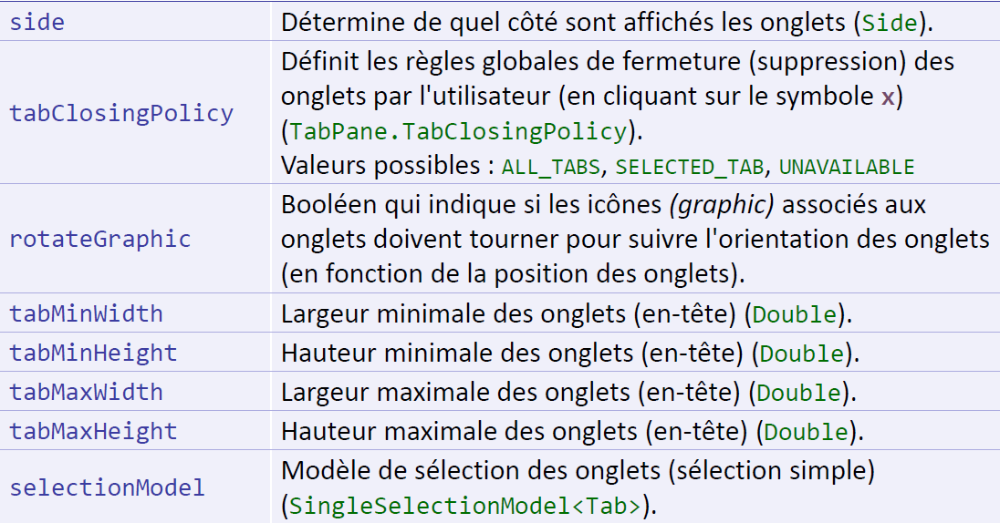 side
Détermine de quel côté sont affichés les onglets (Side).
tabClosingPolicy
Définit les règles globales de fermeture (suppression) des
onglets par l'utilisateur (en cliquant sur le symbole x)
(TabPane.TabClosingPolicy).
Valeurs possibles : ALL_TABS, SELECTED_TAB, UNAVAILABLE
rotateGraphic
Booléen qui indique si les icônes (graphic) associés aux
onglets doivent tourner pour suivre l'orientation des onglets
(en fonction de la position des onglets).
tabMinWidth
Largeur minimale des onglets (en-tête) (Double).
tabMinHeight
Hauteur minimale des onglets (en-tête) (Double).
tabMaxWidth
Largeur maximale des onglets (en-tête) (Double).
tabMaxHeight
Hauteur maximale des onglets (en-tête) (Double).
selectionModel
Modèle de sélection des onglets (sélection simple)
(SingleSelectionModel<Tab>).